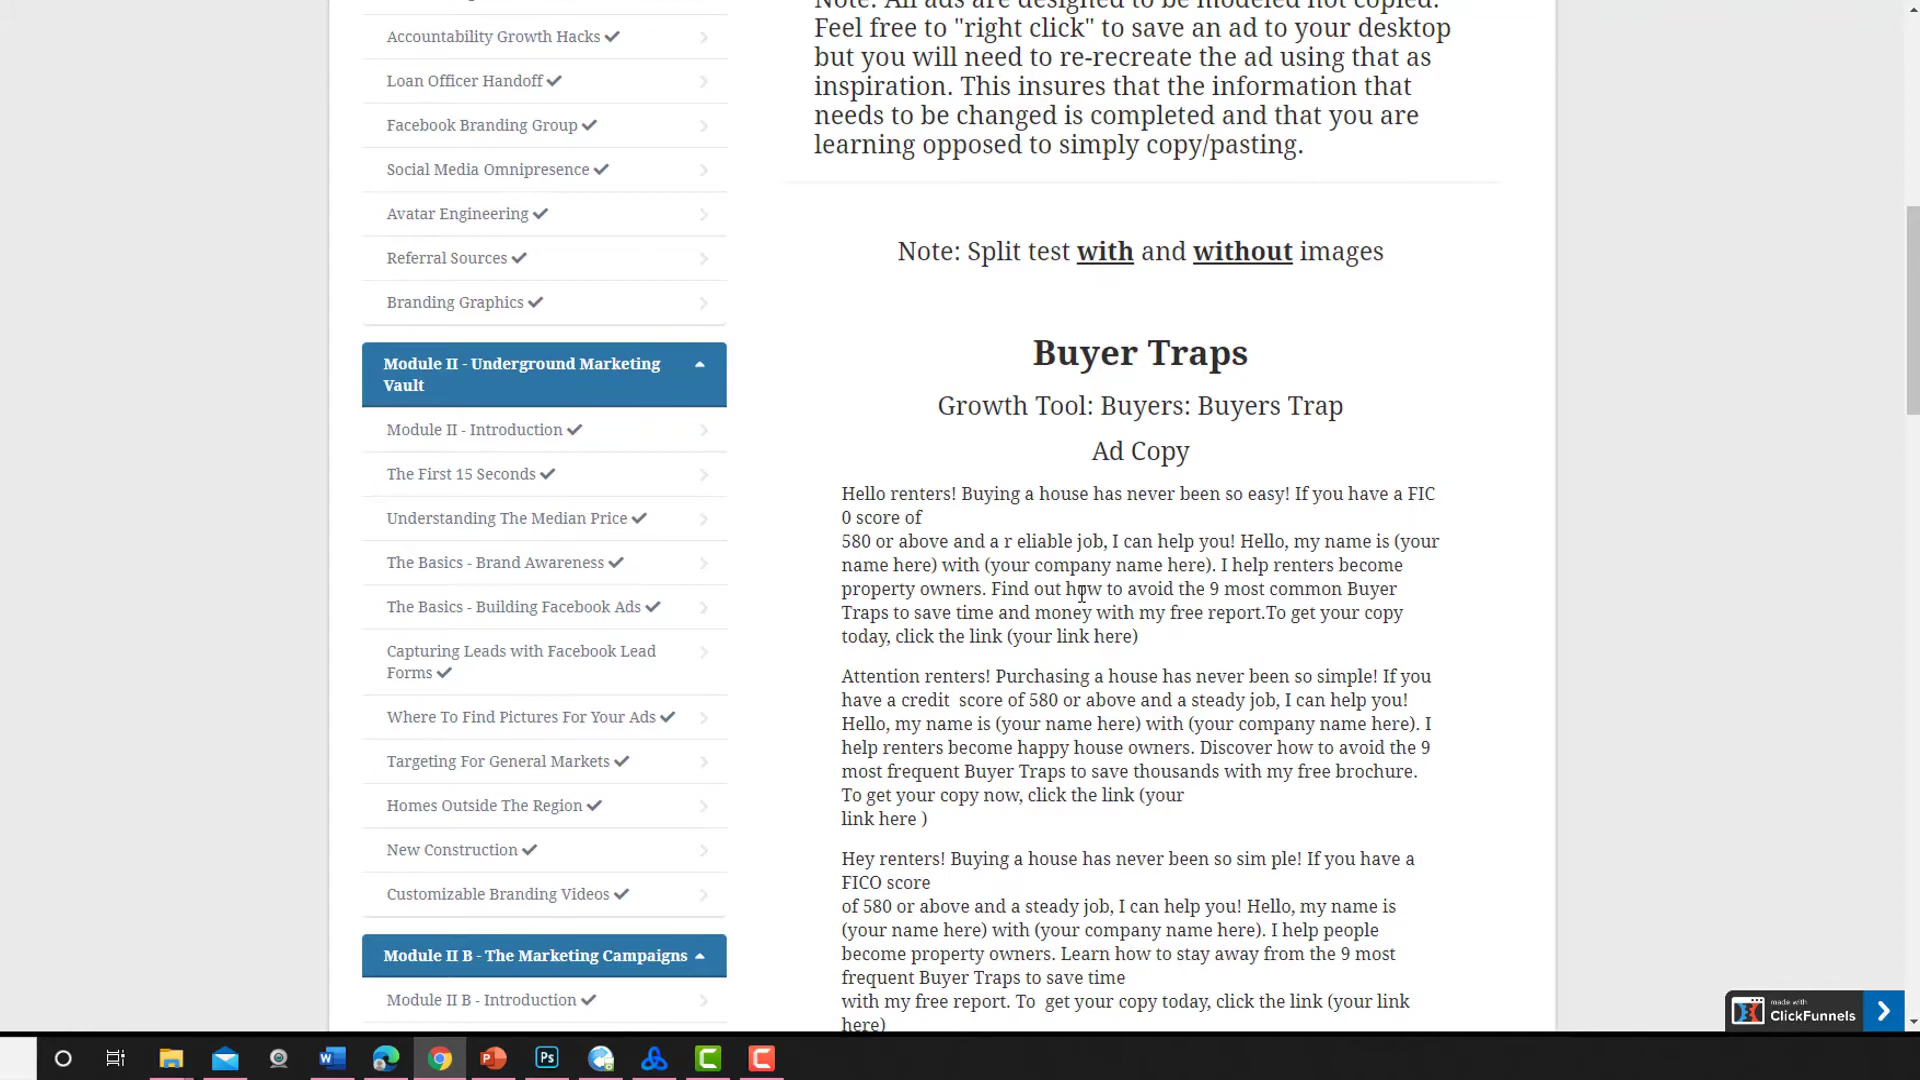 Accountability Growth Hacks
Loan Officer Handoff
Facebook Branding Group
Social Media Omnipresence
Avatar Engineering
Referral Sources
Branding Graphics
Module II - Underground Marketing
Vault
Module II - Introduction
The First 15 Seconds
Understanding The Median Price
The Basics - Brand Awareness
The Basics - Building Facebook Ads
Capturing Leads with Facebook Lead
Forms
Where To Find Pictures For Your Ads
Targeting For General Markets
Homes Outside The Region
New Construction
Customizable Branding Videos
Module II B - The Marketing Campaigns
Module II B - Introduction
Note: All ads are designed to be modeled not copied.
Feel free to "right click" to save an ad to your desktop
but you will need to re-recreate the ad using that as
inspiration. This insures that the information that
needs to be changed is completed and that you are
learning opposed to simply copy/pasting.
Note: Split test with and without images
Buyer Traps
Growth Tool: Buyers: Buyers Trap
Ad Copy
Hello renters! Buying a house has never been so easy! If you have a FIC
0 score of
580 or above and a r eliable job, I can help you! Hello, my name is (your
name here) with (your company name here). I help renters become
property owners. Find out how to avoid the 9 most common Buyer
Traps to save time and money with my free report.To get your copy
today, click the link (your link here)
Attention renters! Purchasing a house has never been so simple! If you
have a credit  score of 580 or above and a steady job, I can help you!
Hello, my name is (your name here) with (your company name here). I
help renters become happy house owners. Discover how to avoid the 9
most frequent Buyer Traps to save thousands with my free brochure.
To get your copy now, click the link (your
link here )
Hey renters! Buying a house has never been so sim ple! If you have a
FICO score
of 580 or above and a steady job, I can help you! Hello, my name is
(your name here) with (your company name here). I help people
become property owners. Learn how to stay away from the 9 most
frequent Buyer Traps to save time
with my free report. To  get your copy today, click the link (your link
here)
made with
ClickFunnels
Ps